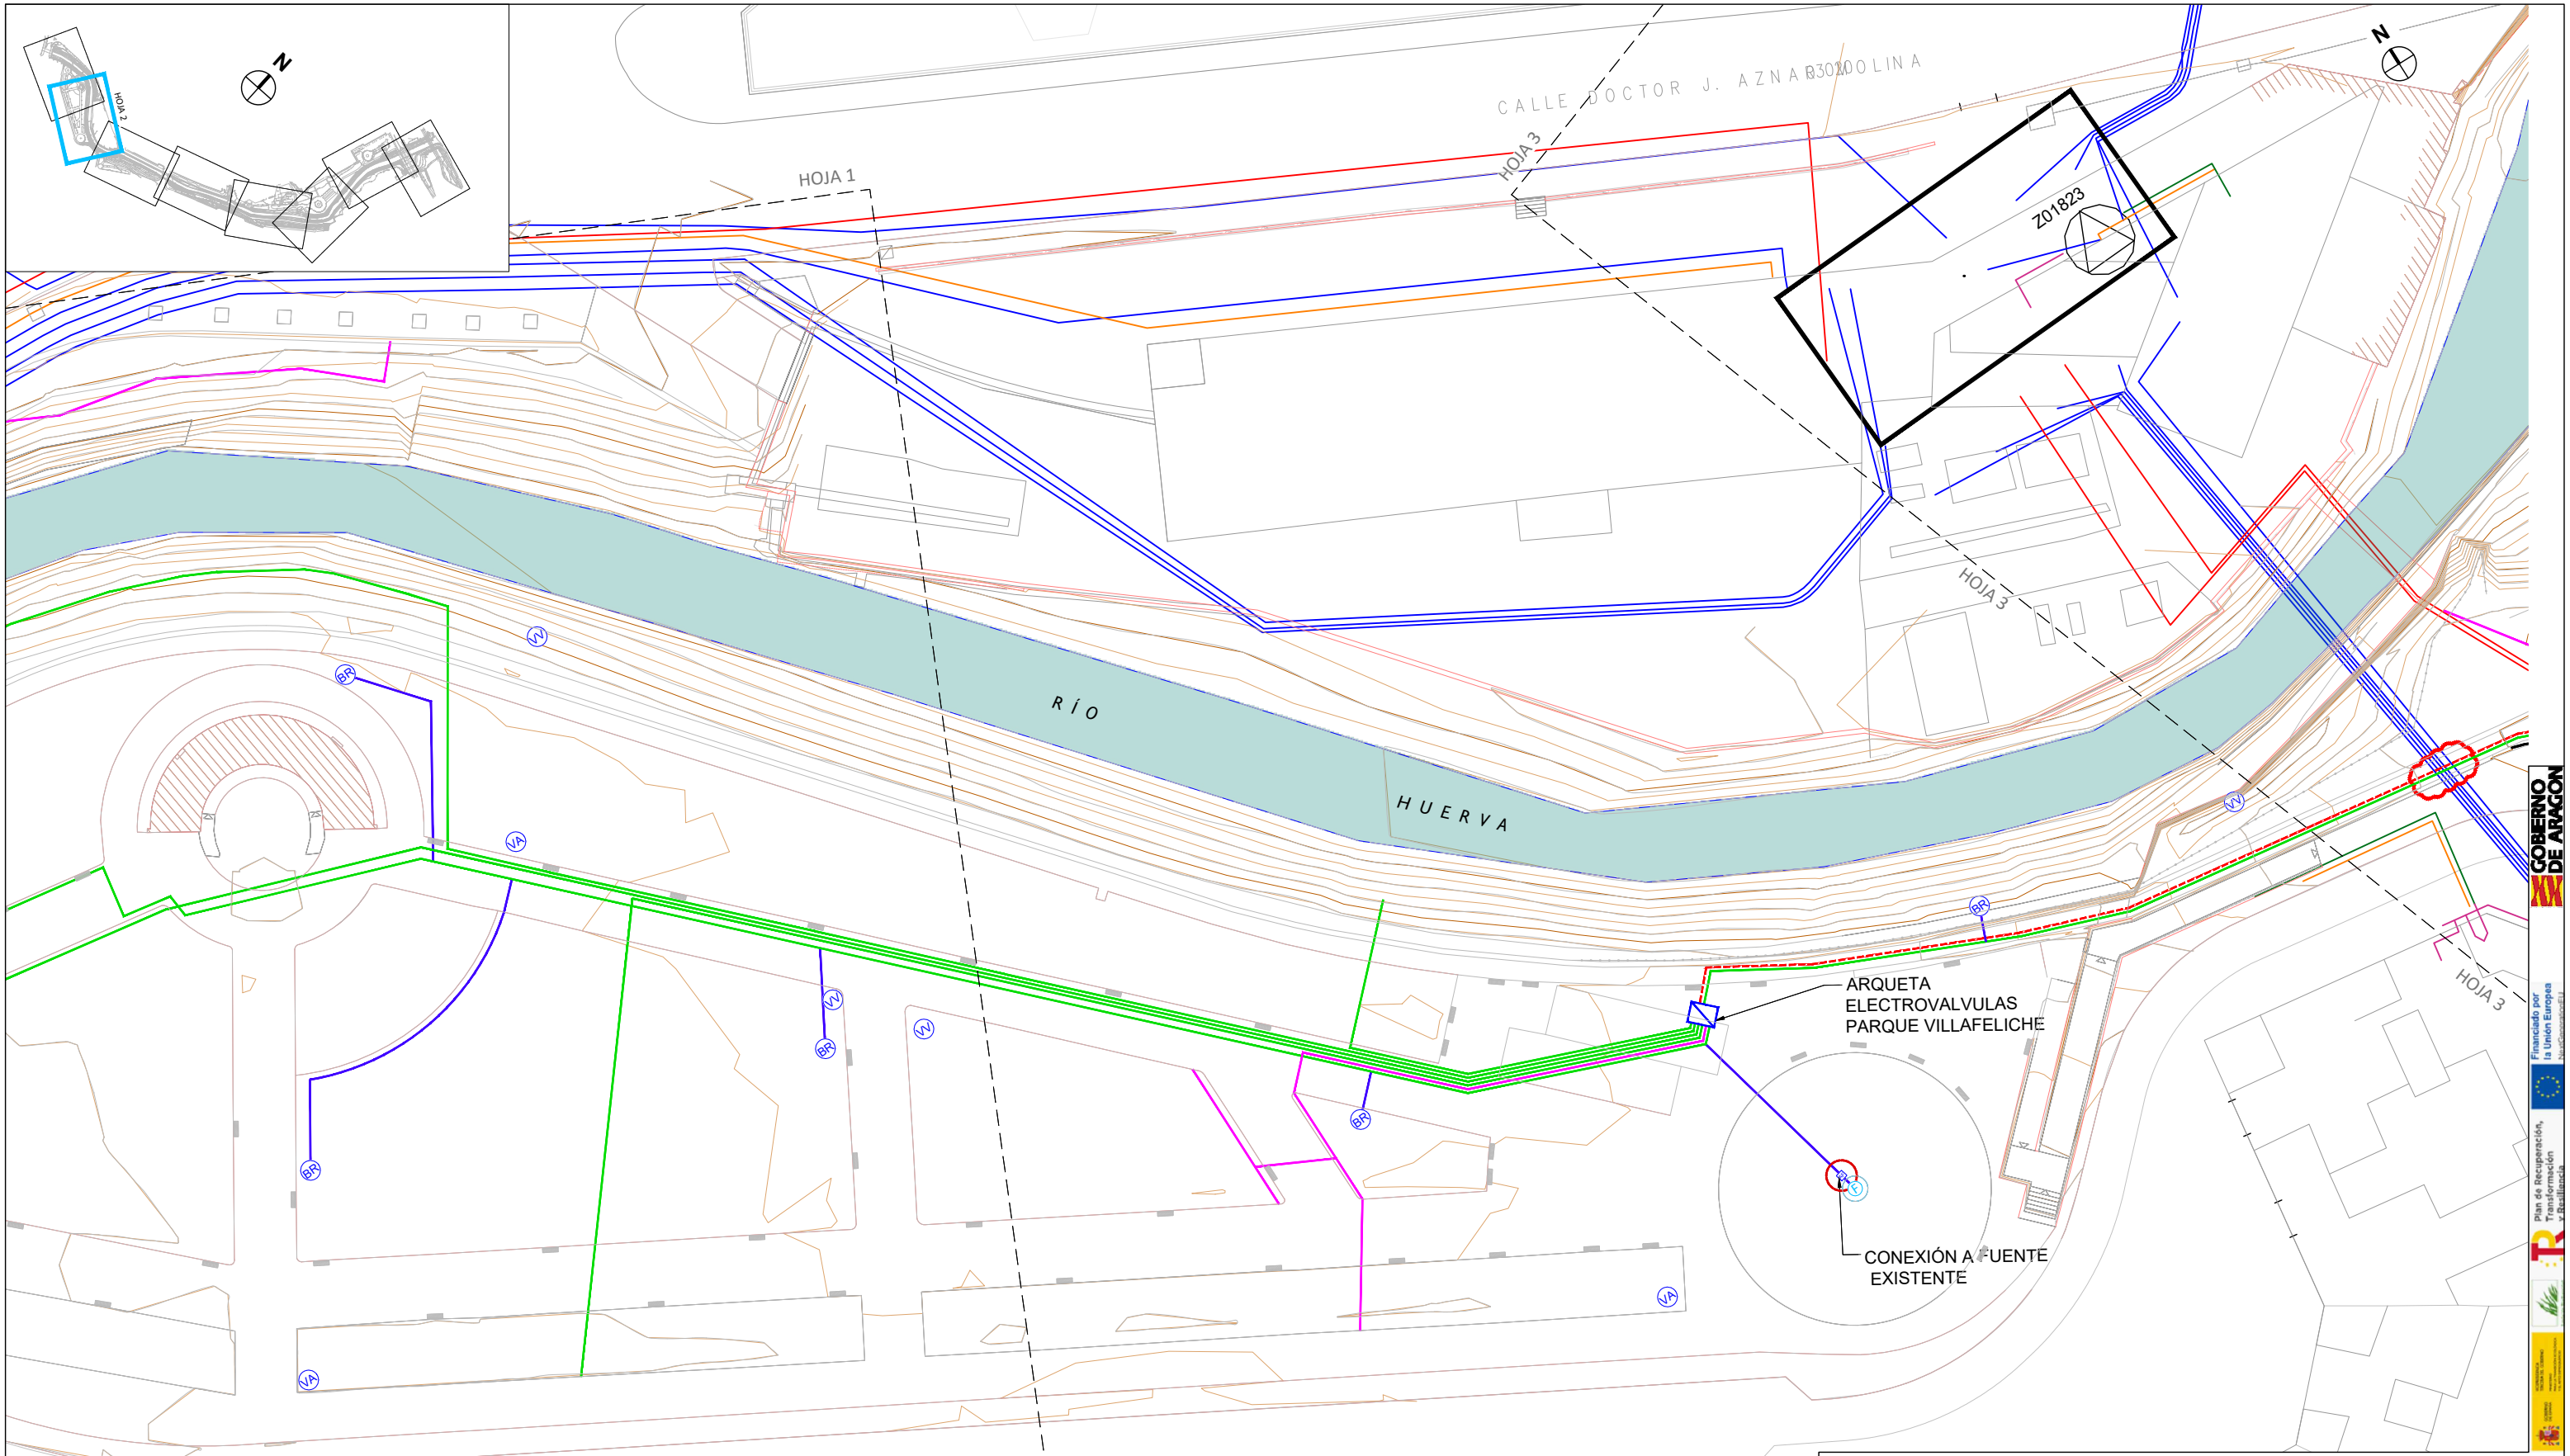 N
HOJA 2
N
CALLE DOCTOR J. AZNAR MOLINA
HOJA 1
HOJA 3
Z01823
HOJA 3
VV
BR
RÍO
HUERVA
VV
VA
BR
ARQUETA
ELECTROVALVULAS
PARQUE VILLAFELICHE
HOJA 3
VV
VV
BR
BR
BR
F
CONEXIÓN A FUENTE
EXISTENTE
VA
VA
GOBIERNO
DE ARAGON
Financiado por
la Unión Europea
NextGenerationEU
Plan de Recuperación,
Transformación
y Resiliencia